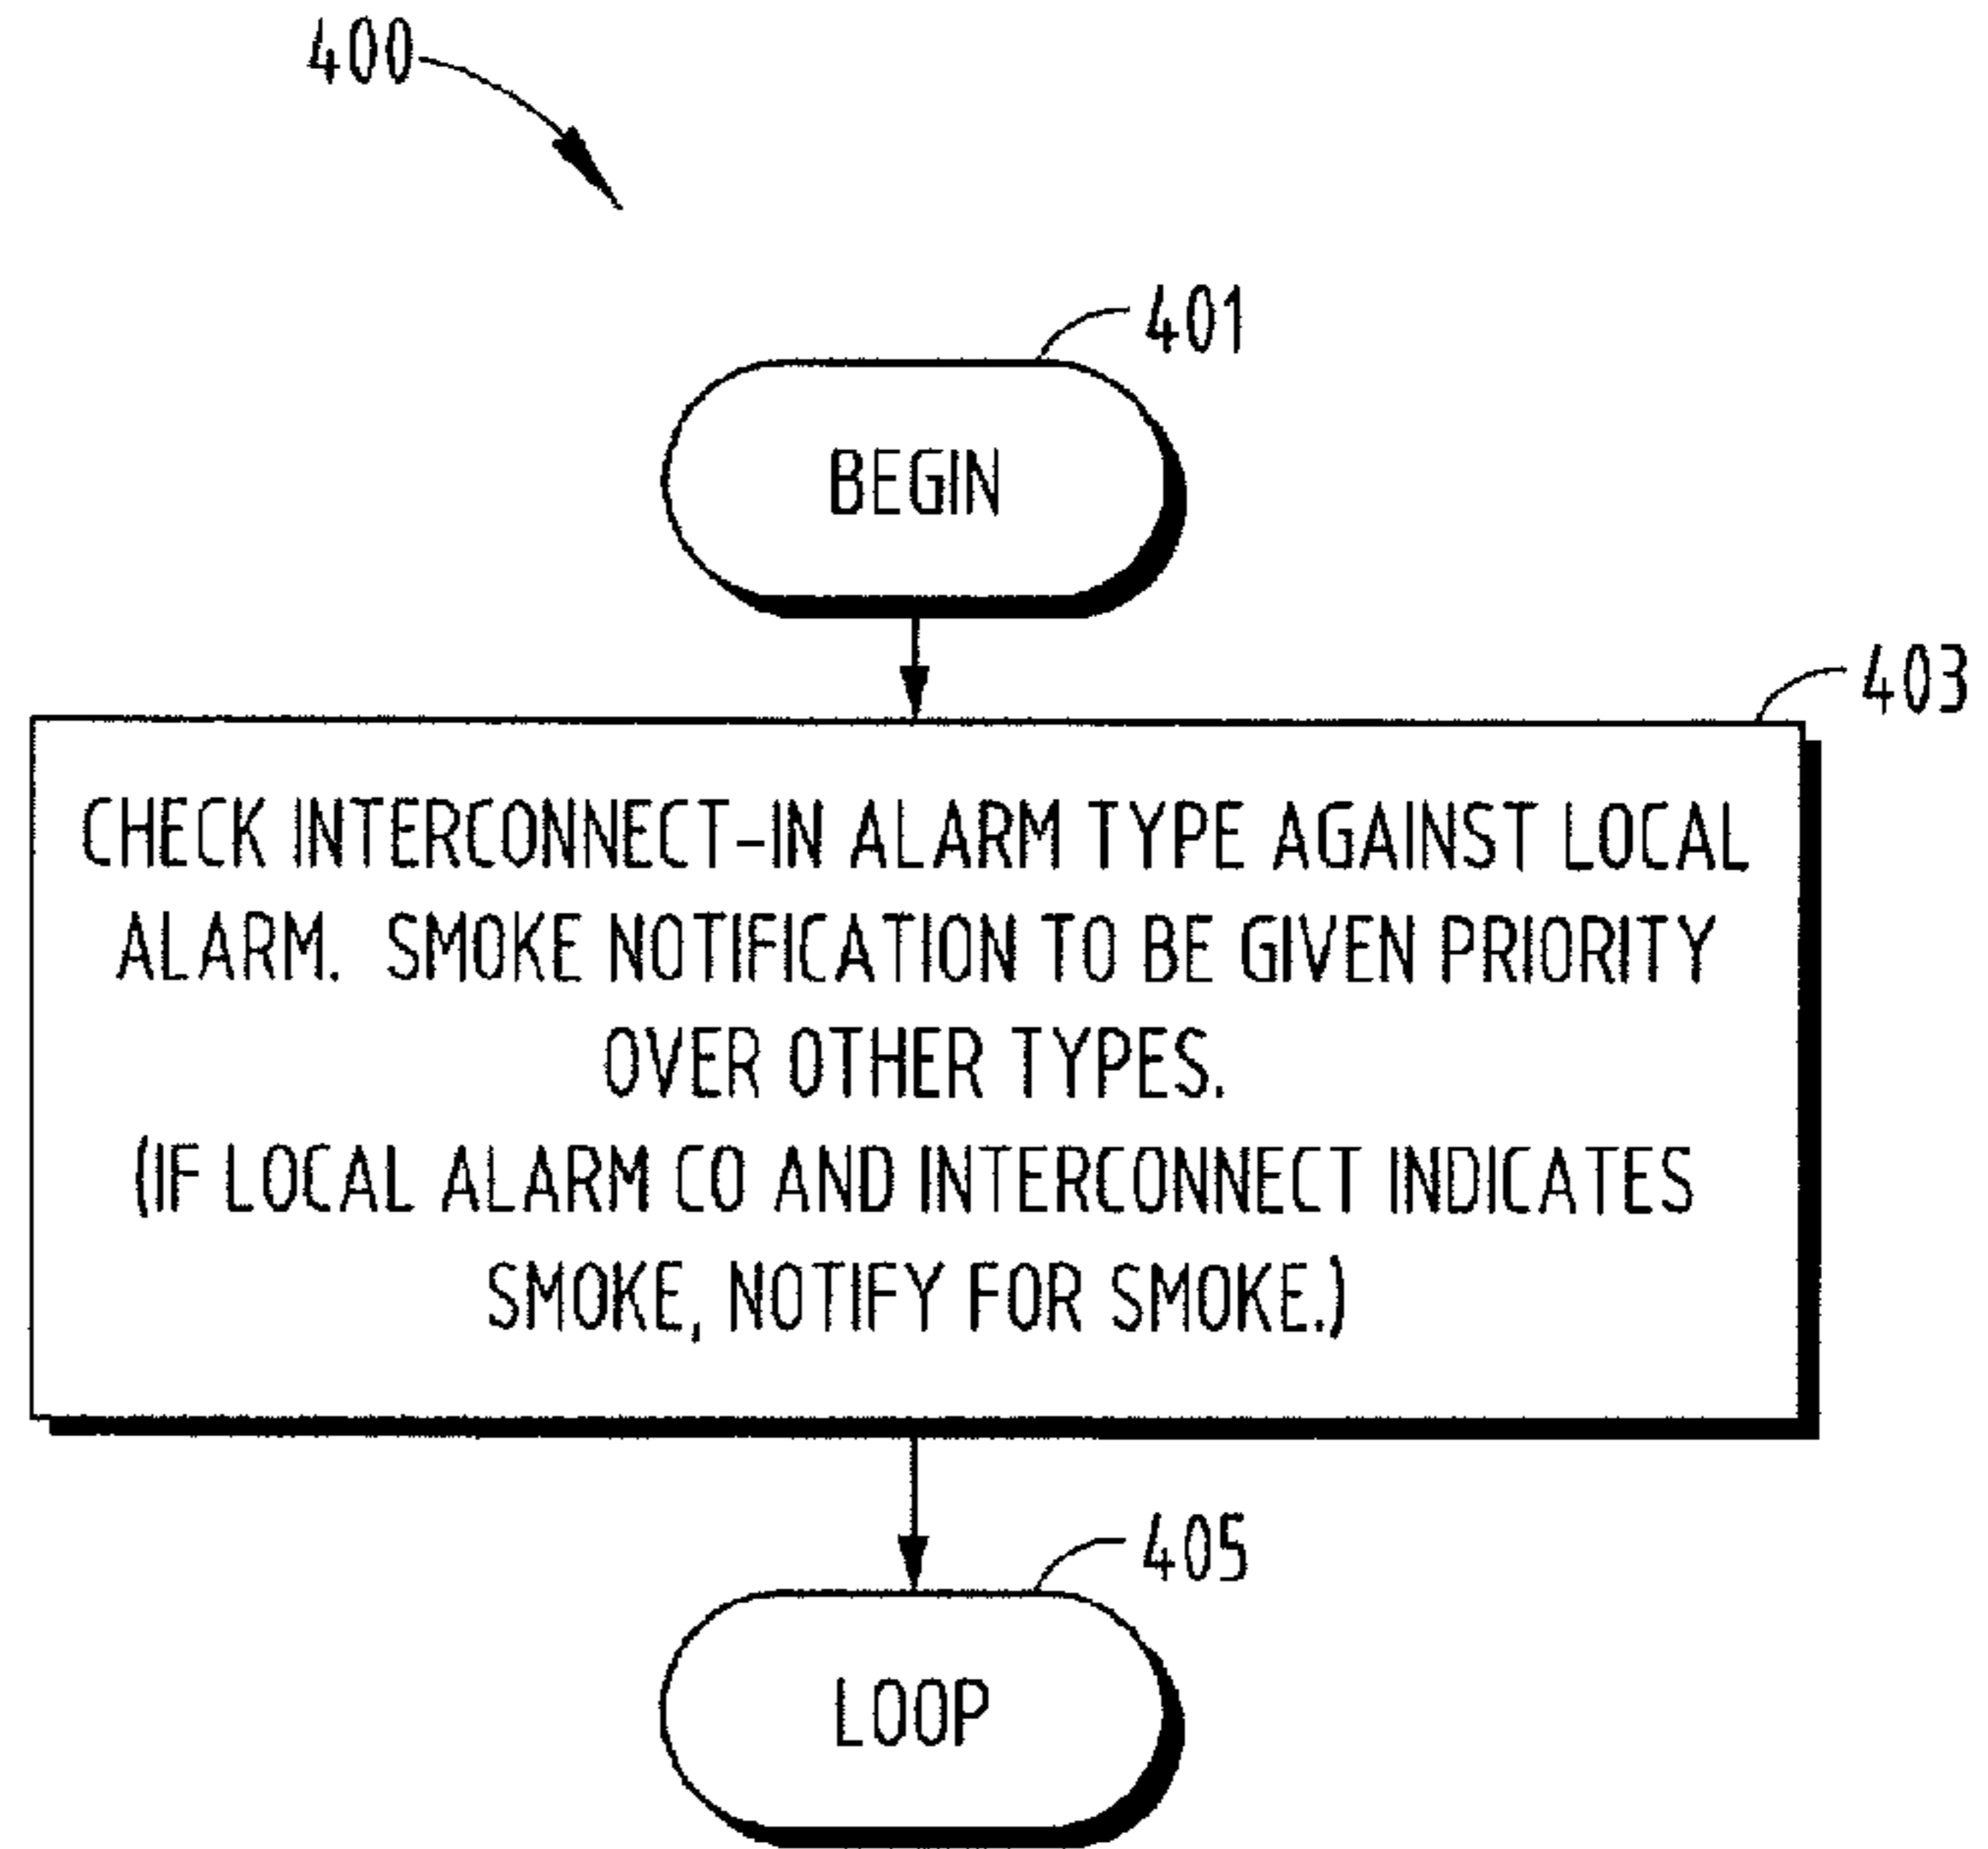 400
401
BEGIN
403
CHECK INTERCONNECT-IN ALARM TYPE AGAINST LOCAL
ALARM. SMOKE NOTIFICATION TO BE GIVEN PRIORITY
OVER OTHER TYPES.
(IF LOCAL ALARM CO AND INTERCONNECT INDICATES
SMOKE, NOTIFY FOR SMOKE.)
405
LOOP